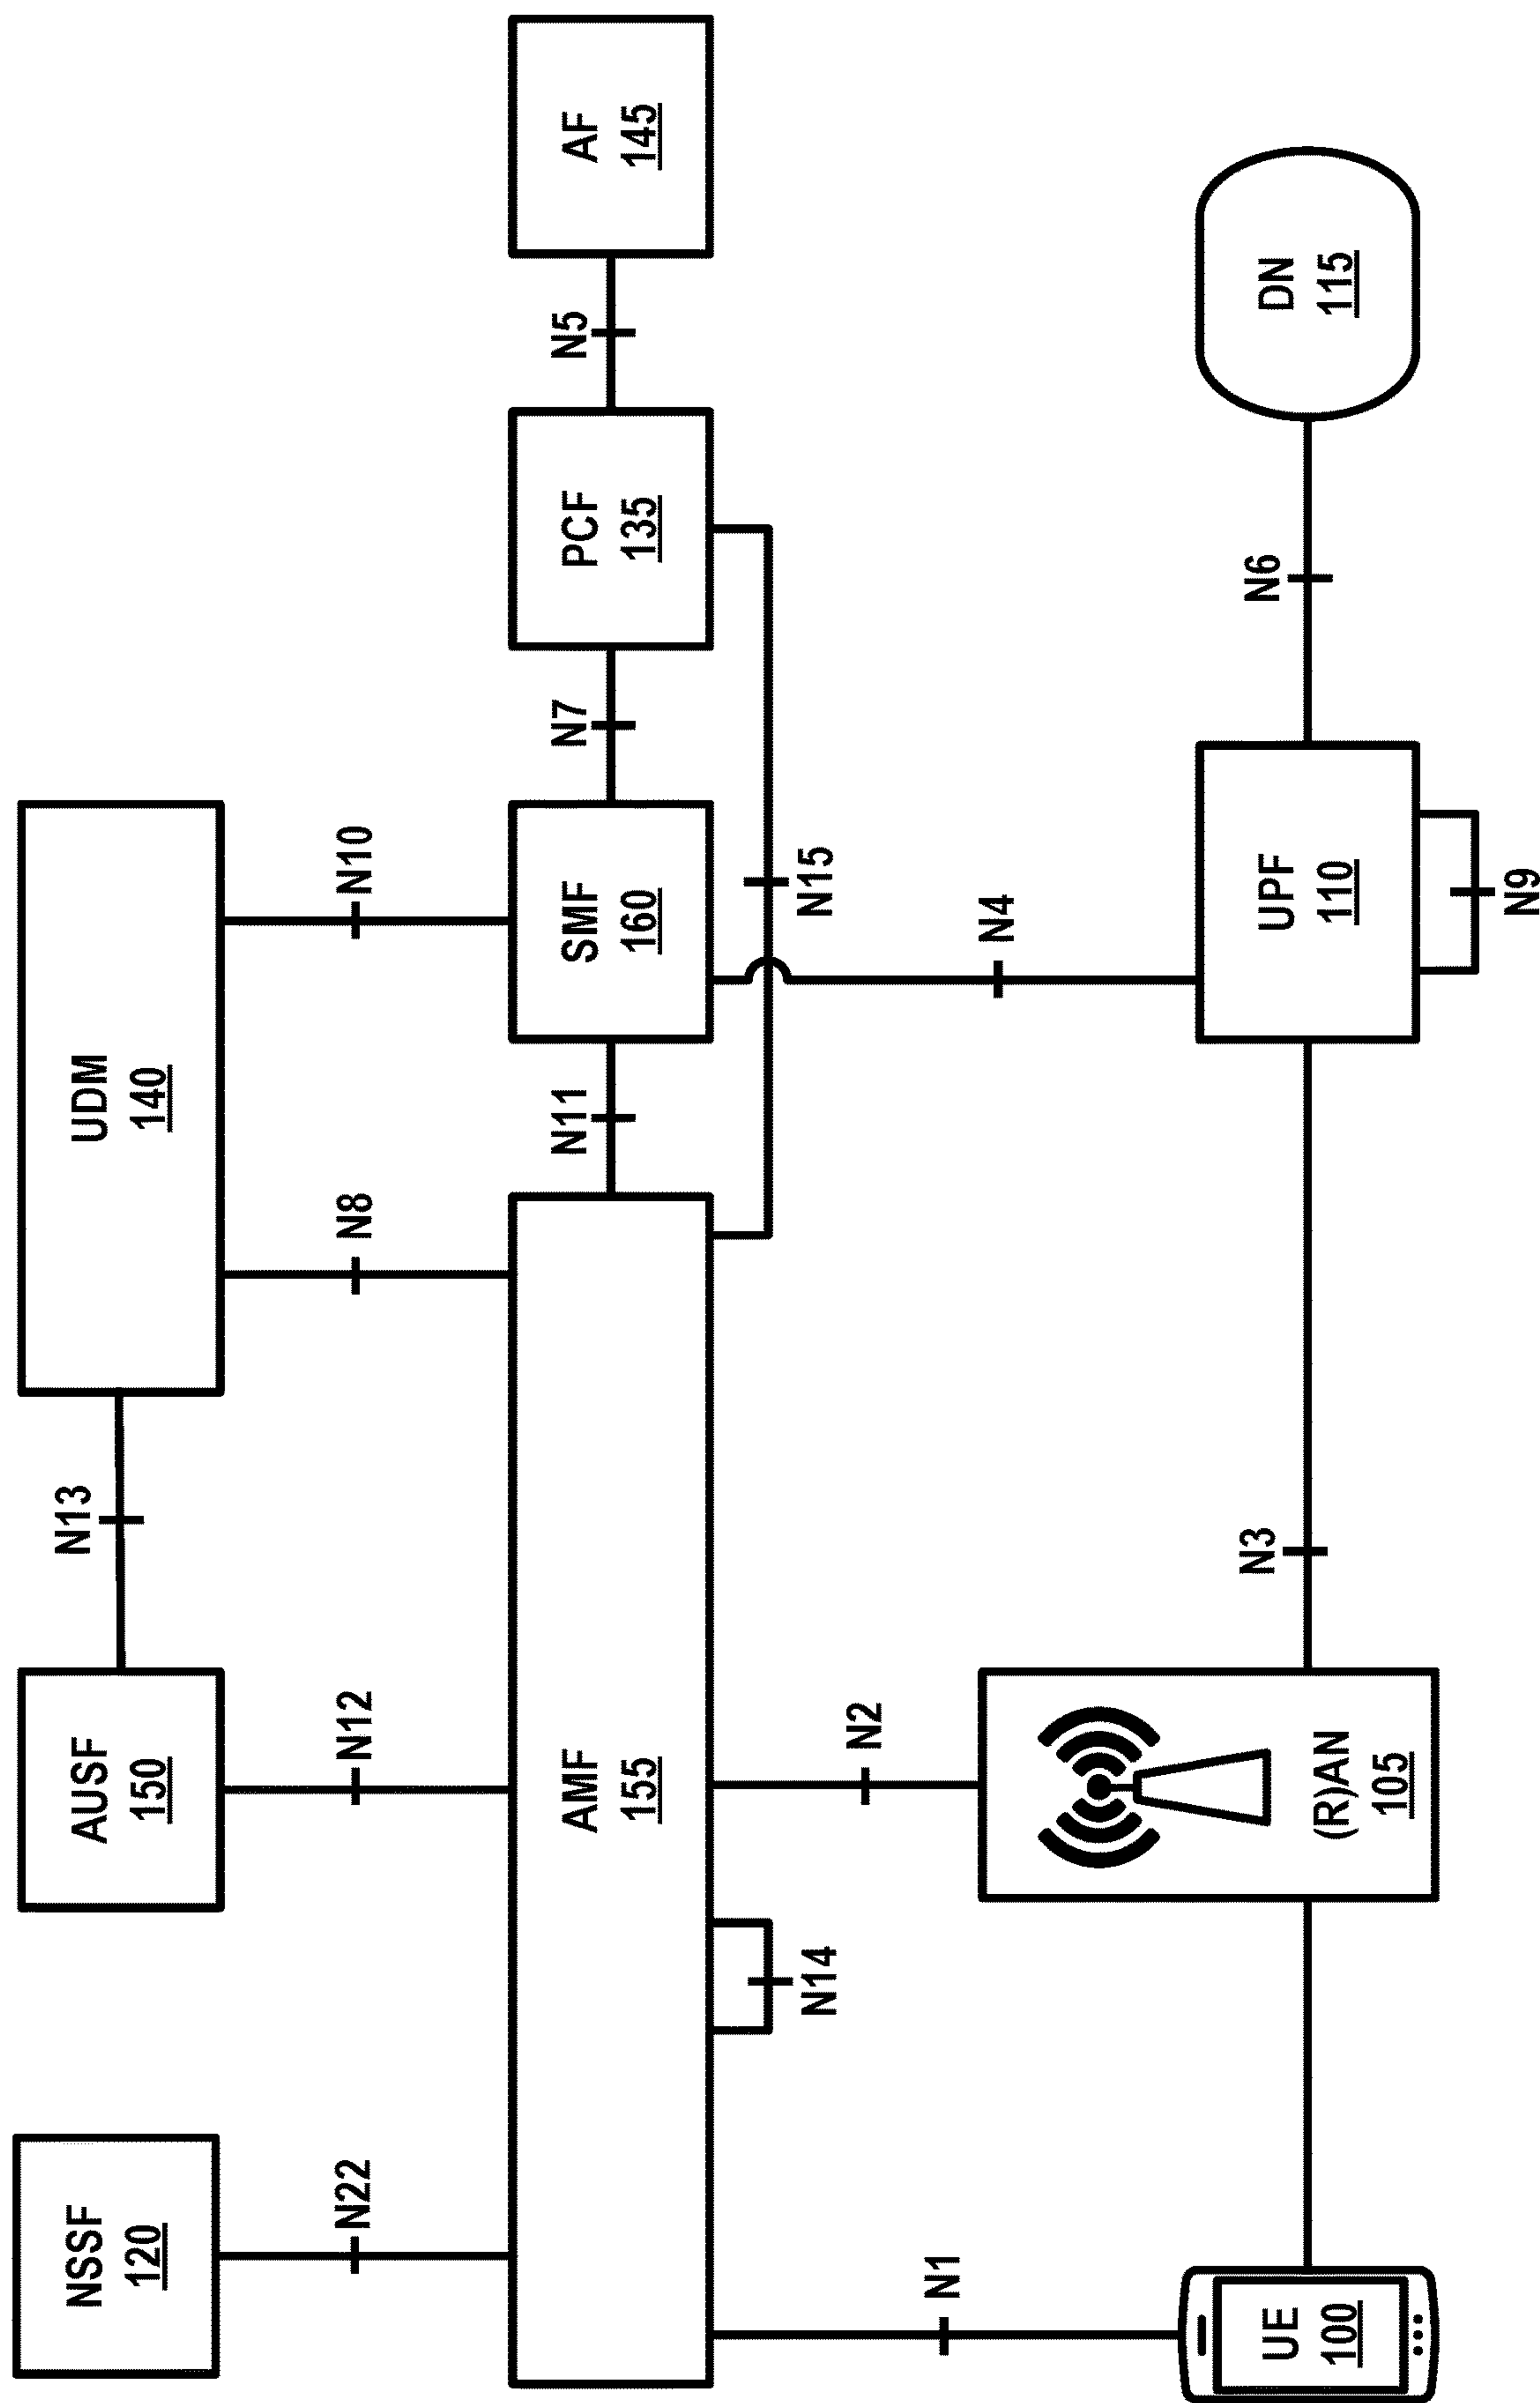 NSSF
120
AUSF
150
N13
UDM
140
N22
N12
N8
N10
AMF
155
N11
SMF
160
N7
PCF
135
N5
AF
145
N14
N15
N1
N2
N4
UE
100
(R)AN
105
N3
UPF
110
N6
DN
115
N9